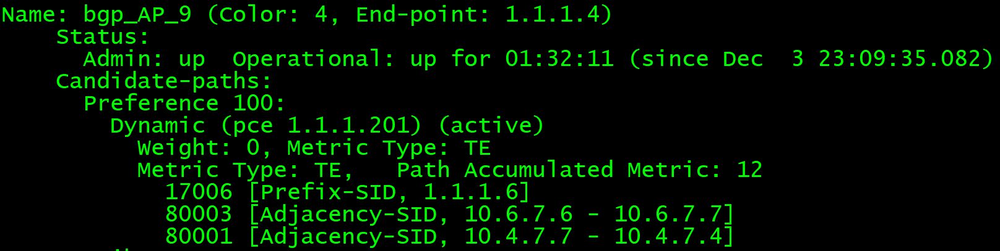 Name: bgp_AP_9 (Color: 4, End-point: 1.1.1.4)
Status:
Admin: up  Operational: up for 01:32:11 (since Dec  3 23:09:35.082)
Candidate-paths:
Preference 100:
Dynamic (pce 1.1.1.201) (active)
Weight: 0, Metric Type: TE
Metric Type: TE,   Path Accumulated Metric: 12
17006 [Prefix-SID, 1.1.1.6]
80003 [Adjacency-SID, 10.6.7.6 - 10.6.7.7]
80001 [Adjacency-SID, 10.4.7.7 - 10.4.7.4]